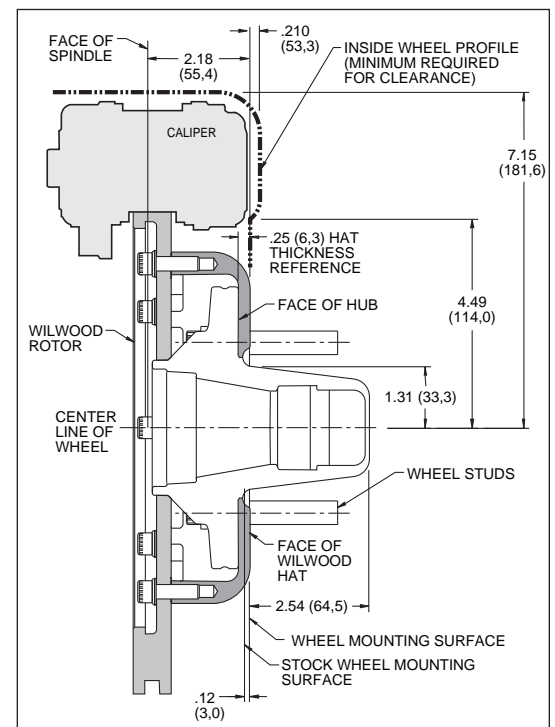 FACE OF
SPINDLE
2.18
(55,4)
.210
(53,3)
INSIDE WHEEL PROFILE
(MINIMUM REQUIRED
FOR CLEARANCE)
CALIPER
7.15
(181,6)
.25 (6,3) HAT
THICKNESS
REFERENCE
4.49
(114,0)
FACE OF HUB
WILWOOD
ROTOR
1.31 (33,3)
CENTER
LINE OF
WHEEL
WHEEL STUDS
FACE OF
WILWOOD
HAT
2.54 (64,5)
WHEEL MOUNTING SURFACE
STOCK WHEEL MOUNTING
SURFACE
.12
(3,0)